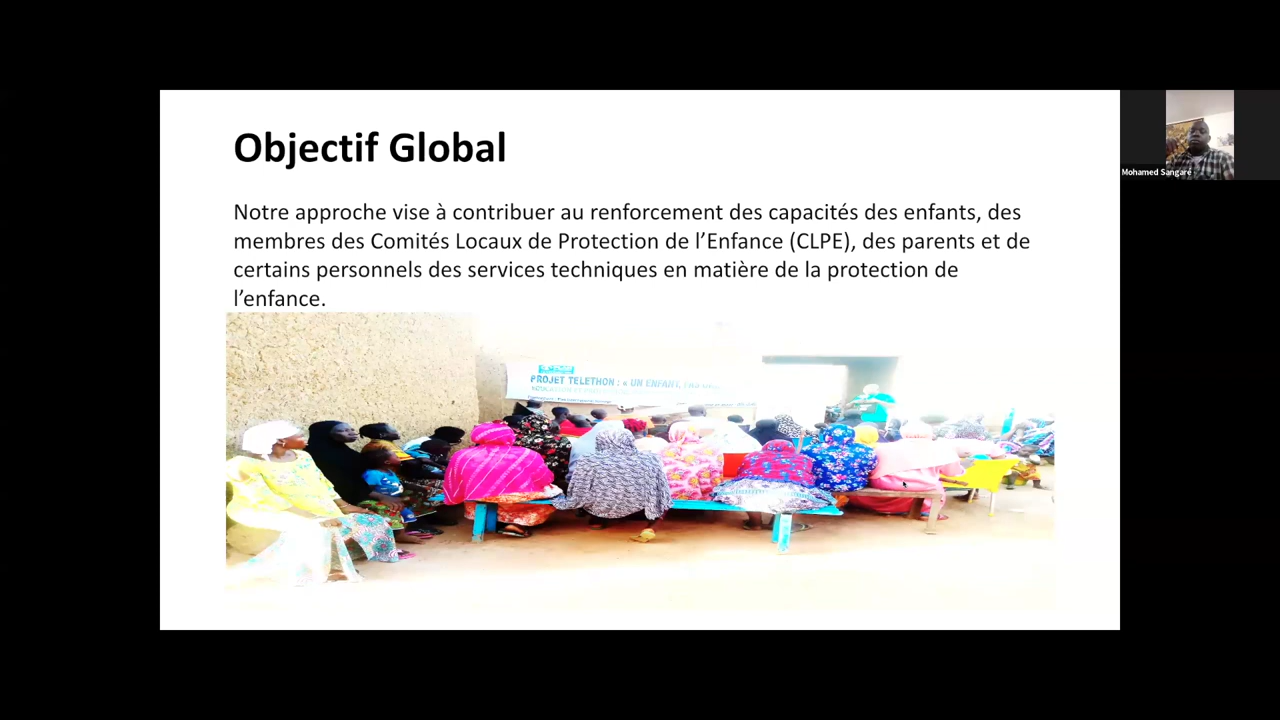 Objectif Global
Mohamed Sangaré
Notre approche vise à contribuer au renforcement des capacités des enfants, des
membres des Comités Locaux de Protection de l’Enfance (CLPE), des parents et de
certains personnels des services techniques en matière de la protection de
l’enfance.
PROJET TELETHON : « UN ENFANT,